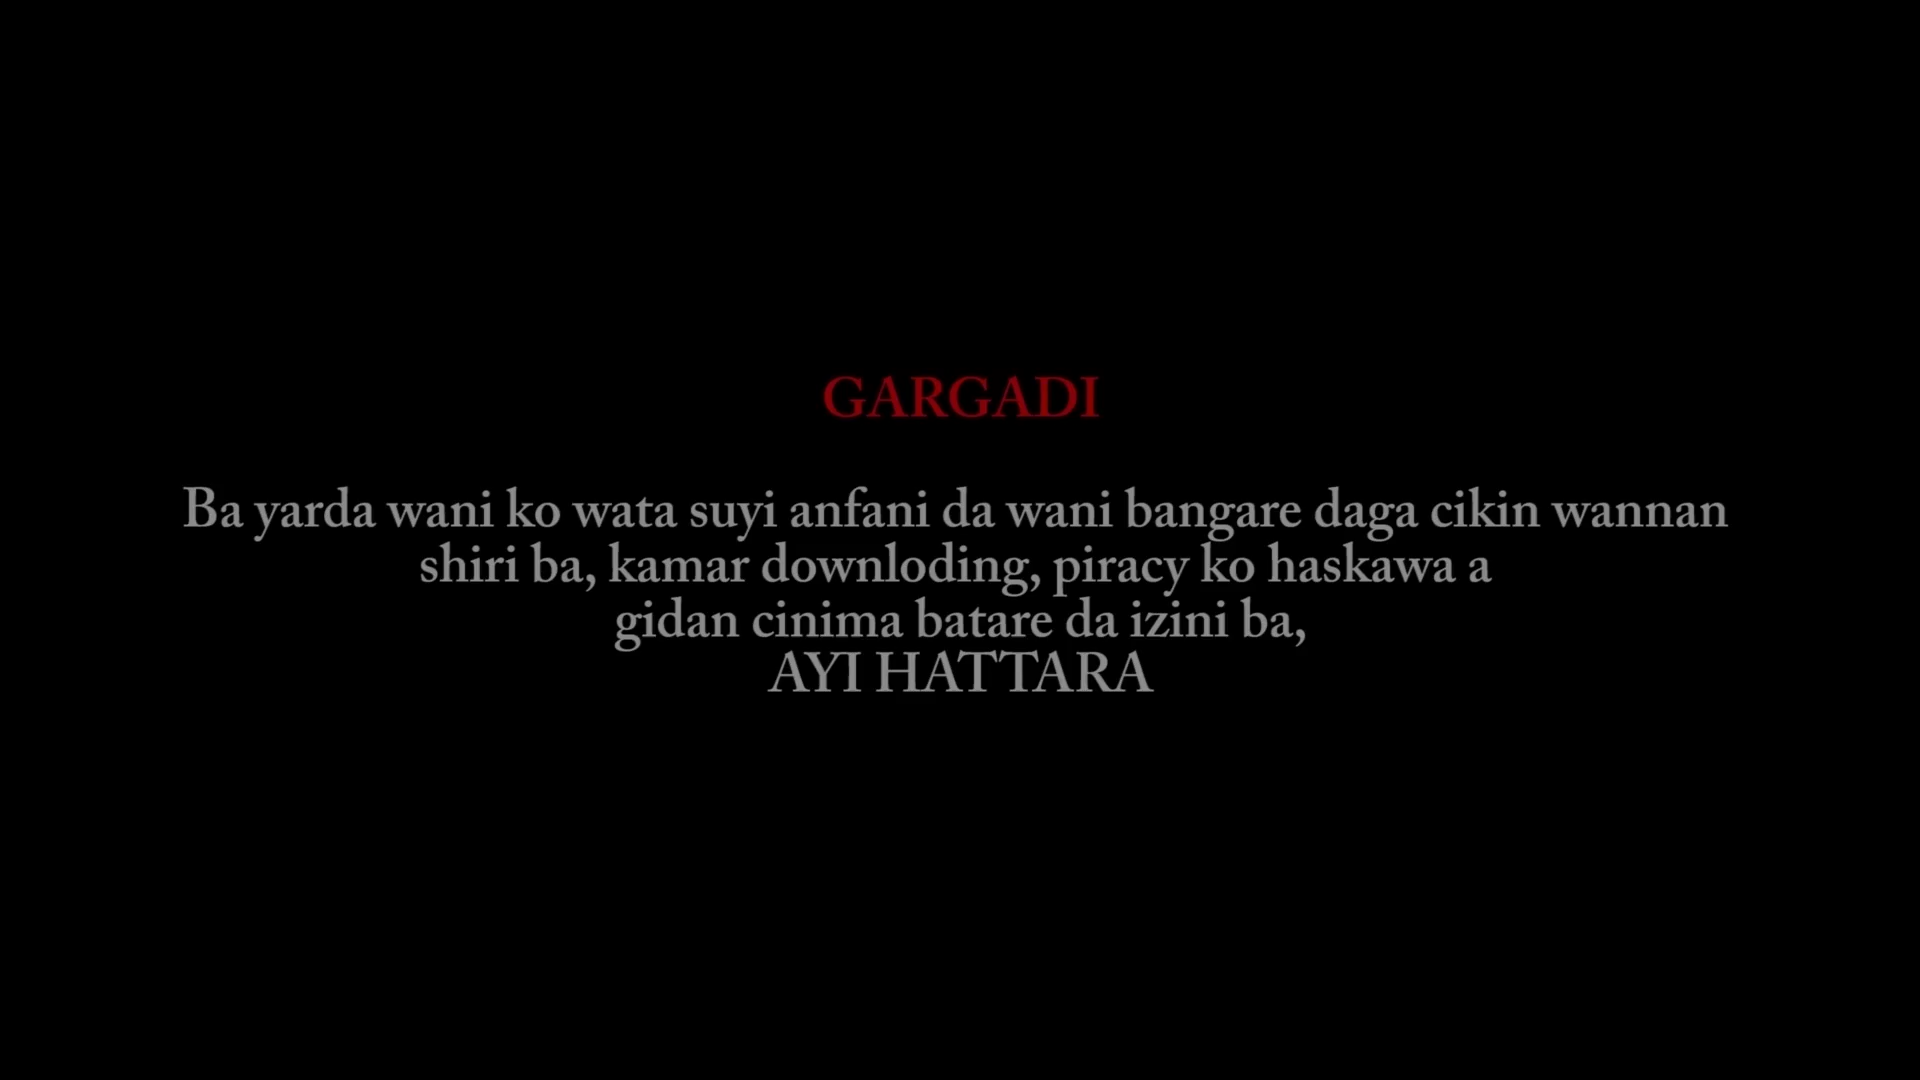 GARGADI
Ba yarda wani ko wata suyi anfani da wani bangare daga cikin wannan
shiri ba, kamar downloding, piracy ko haskawa a
gidan cinima batare da izini ba,
AYI HATTARA